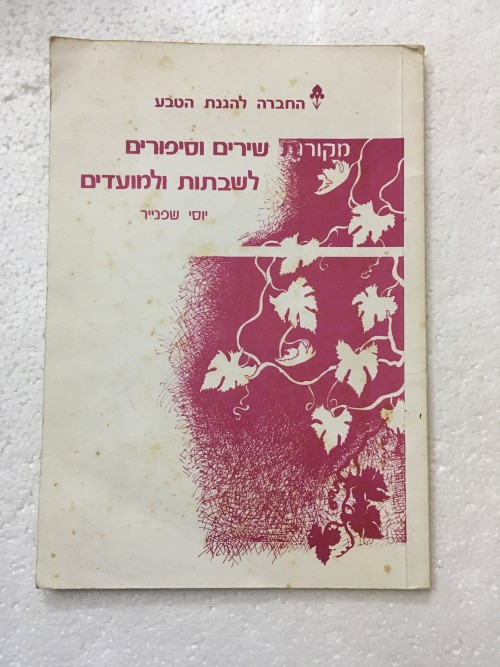 החברה להגנת הטבע
מקורות שירים וסיפורים
לשבתות ולמועדים
יוסי שפנייר